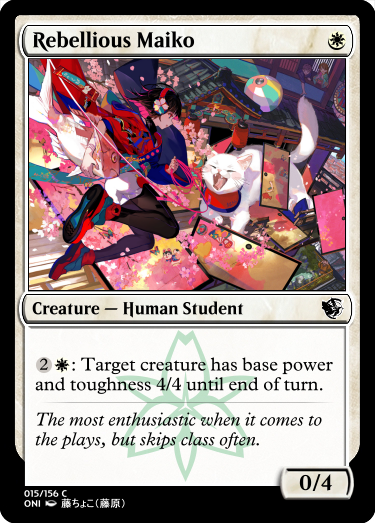 Rebellious Maiko
Creature — Human Student
2: Target creature has base power
and toughness 4/4 until end of turn.
The most enthusiastic when it comes to
the plays, but skips class often.
0/4
015/156 C
ONI 藤ちょこ(藤原)